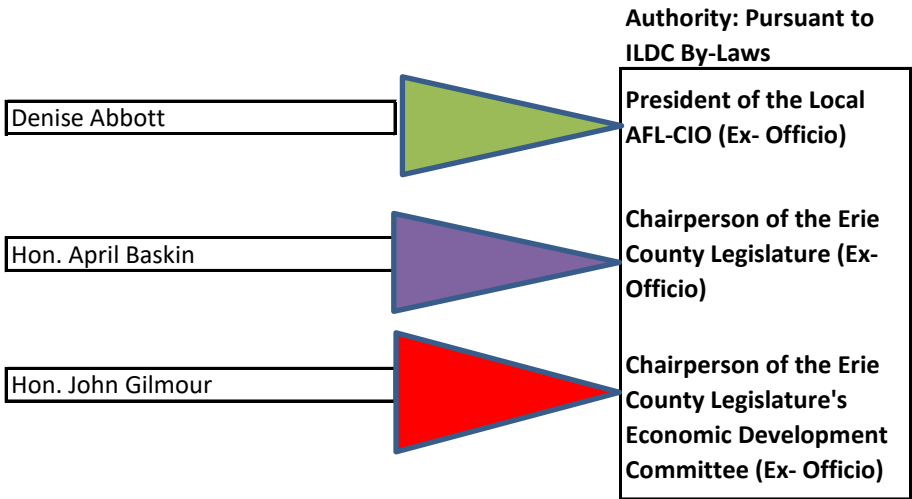 Authority: Pursuant to
ILDC By-Laws
Denise Abbott
President of the Local
AFL-CIO (Ex- Officio)
Hon. April Baskin
Chairperson of the Erie
County Legislature (Ex-
Officio)
Hon. John Gilmour
Chairperson of the Erie
County Legislature's
Economic Development
Committee (Ex- Officio)